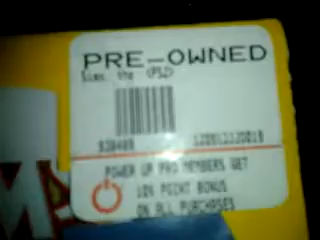 PRE-OWNED
Sims, the (PS2)
POWER UP PRO MEMBERS GET
10% POINT BONUS
ON ALL PURCHASES